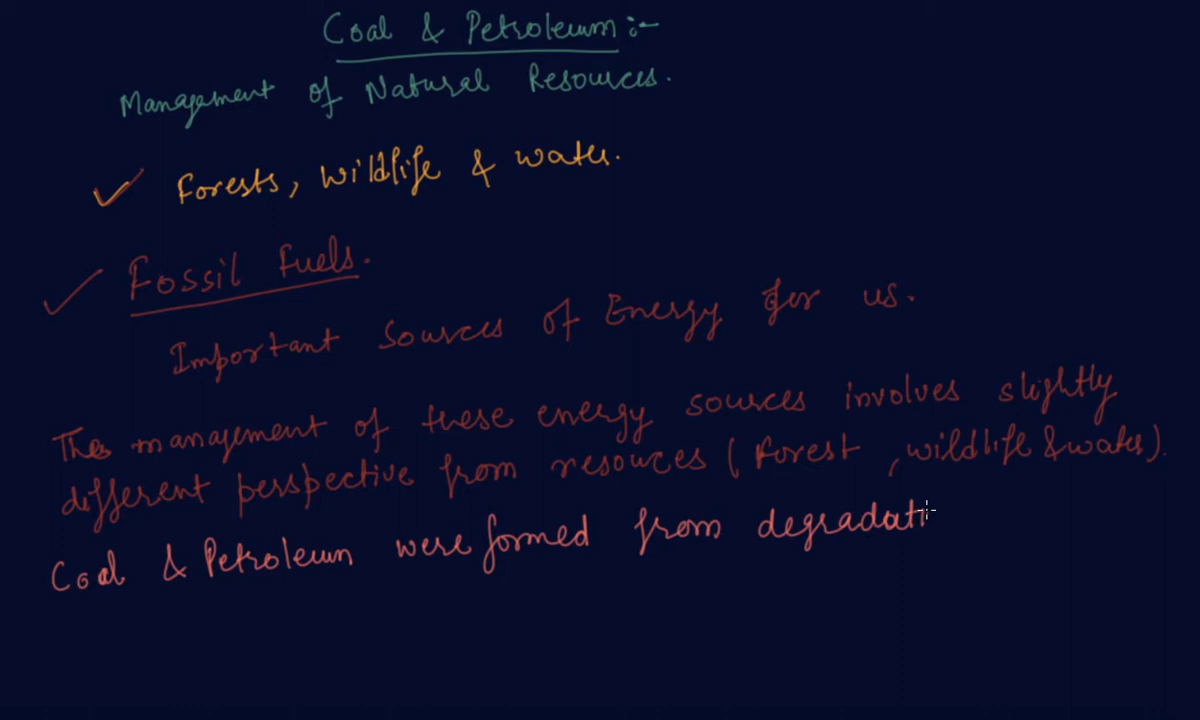 Coal & Petroleum :-
Management of Natural Resources.
Forests, Wildlife & Water.
Fossil Fuels.
Important Sources of Energy for us.
The management of these energy sources involves slightly
different perspective from resouces (Forest, wildlife & water).
Coal & Petroleum were formed from degradati